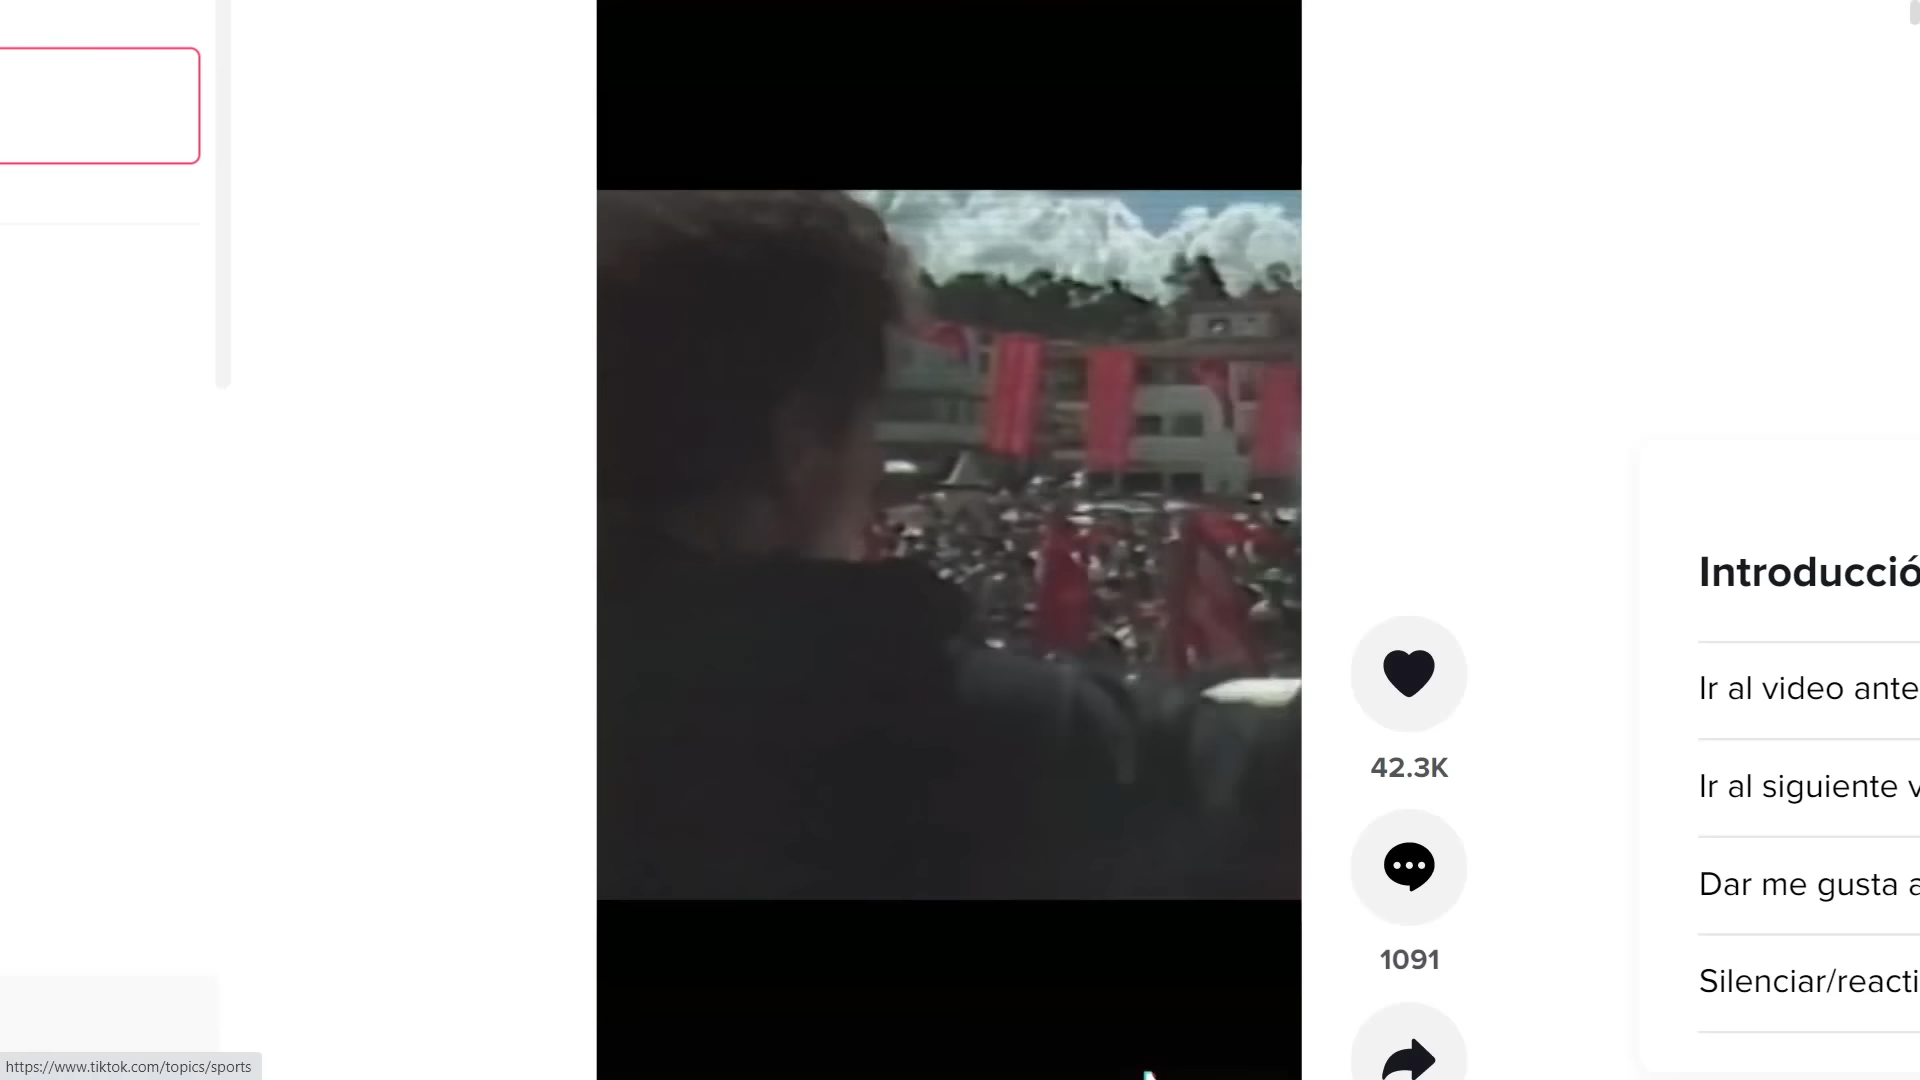 42.3K
1091
Introducció
Ir al video ante
Ir al siguiente v
Dar me gusta a
Silenciar/reacti
https://www.tiktok.com/topics/sports